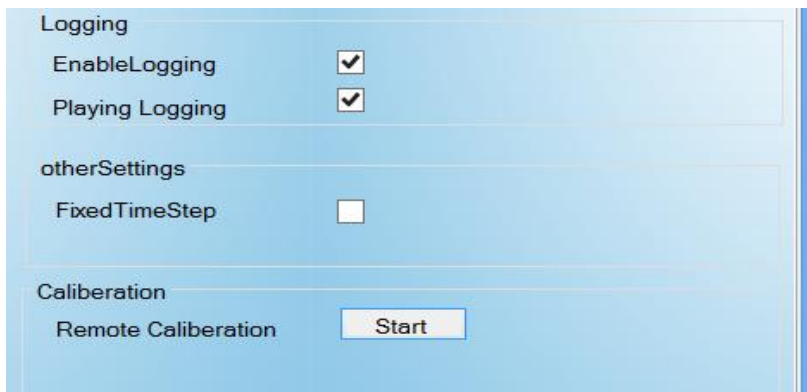 Logging
EnableLogging
Playing Logging
otherSettings
FixedTimeStep
Caliberation
Remote Caliberation Start